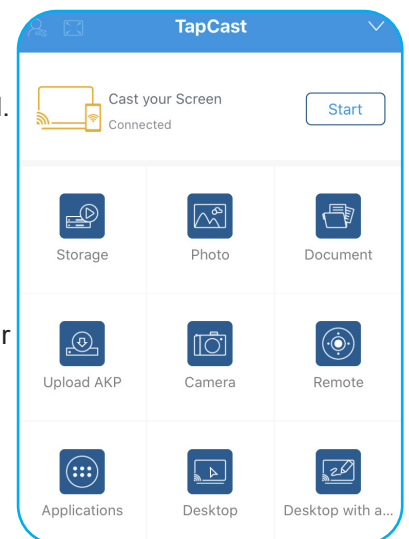 TapCast
l.
Cast your Screen
Connected
Start
Storage
Photo
Document
r
Upload AKP
Camera
Remote
Applications
Desktop
Desktop with a...